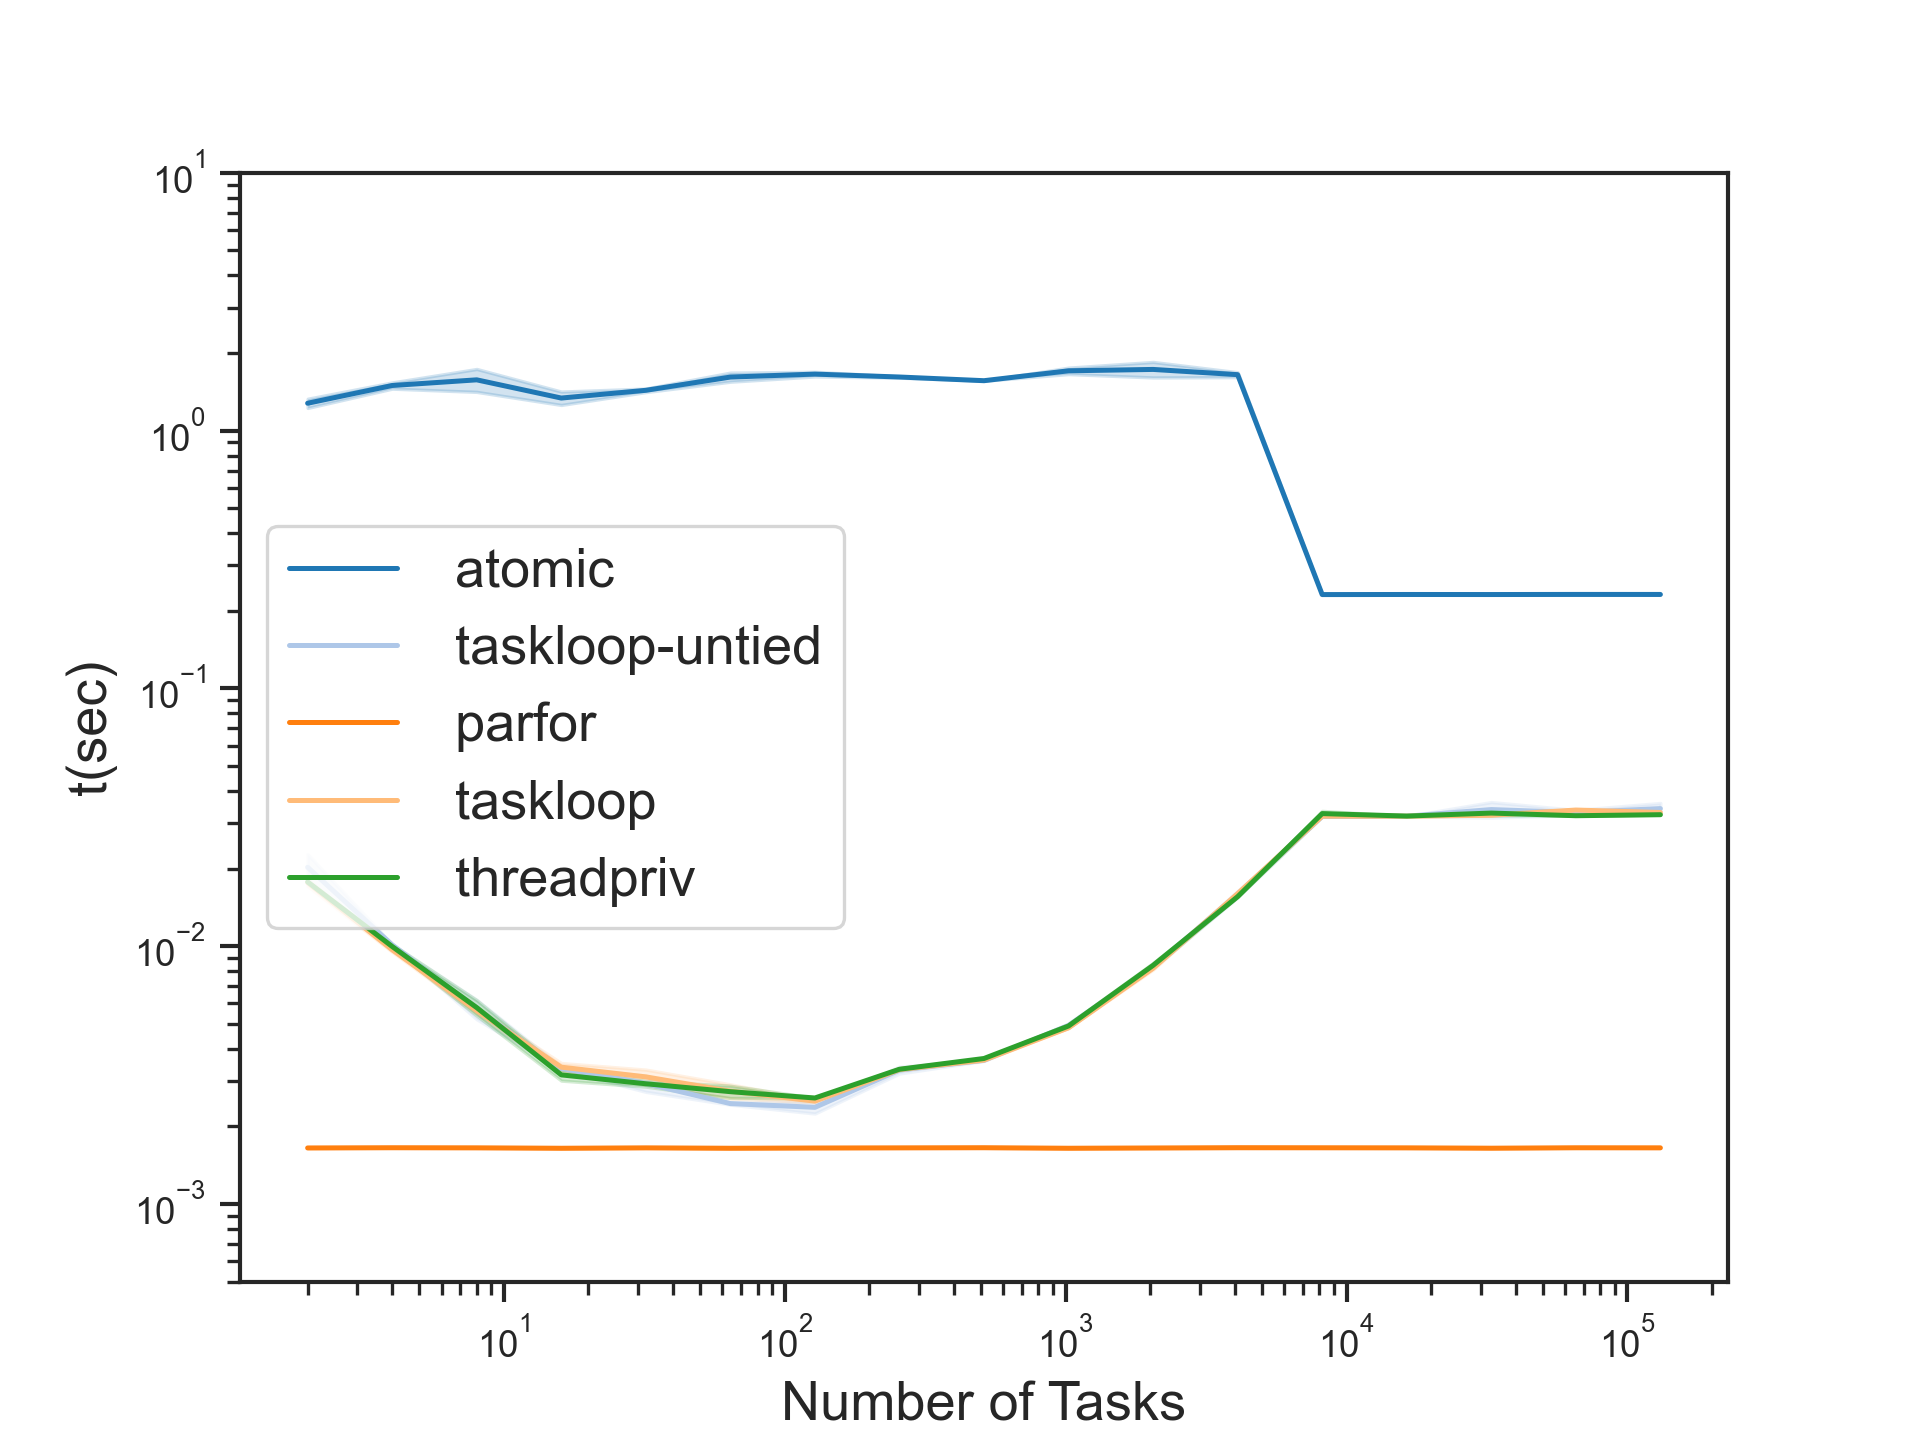 10^1
10^0
10^−1
10^−2
10^−3
t(sec)
atomic
taskloop-untied
parfor
taskloop
threadpriv
10^1 10^2 10^3 10^4 10^5
Number of Tasks